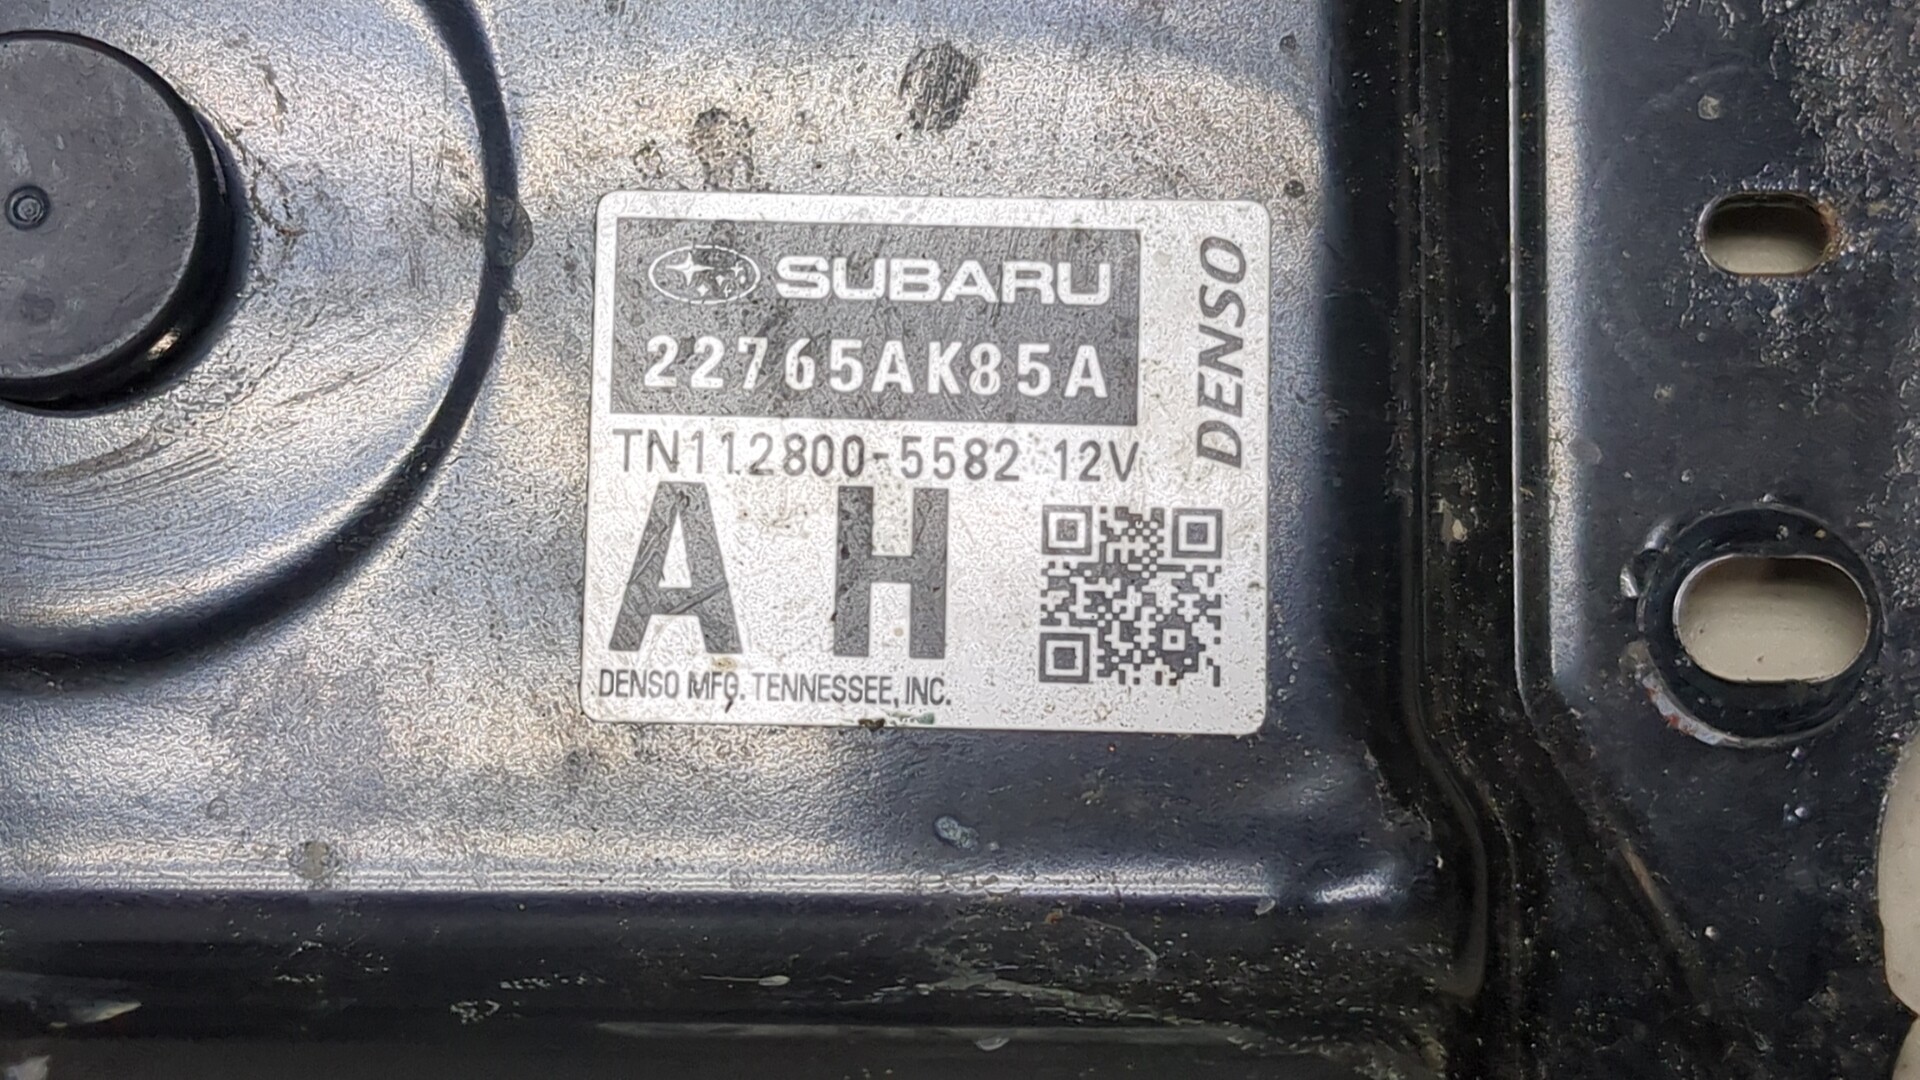 SUBARU
22765AK85A
TN112800-5582 12V
A H
DENSO MFG. TENNESSEE, INC.
DENSO